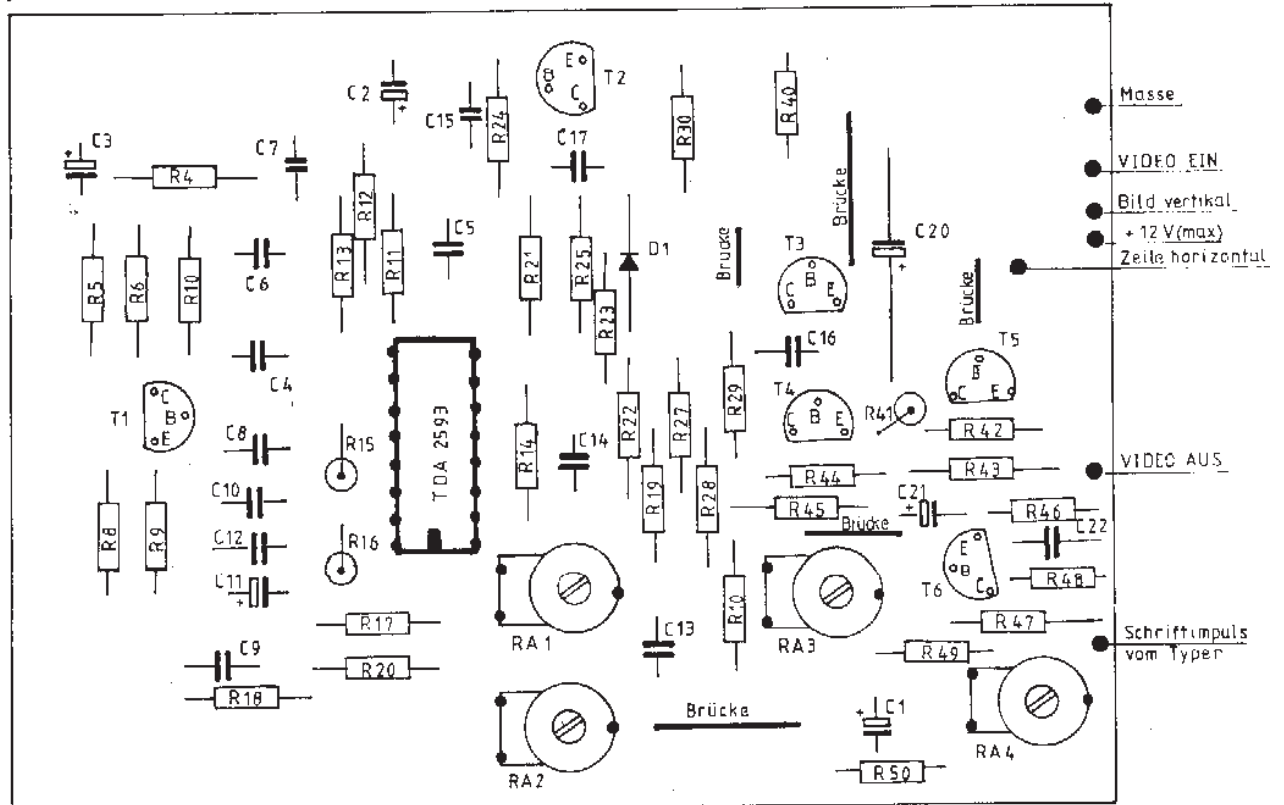 E
B
C
T2
C2
+
C15
R24
R30
R40
Masse
C3
+
C17
C7
R4
VIDEO EIN
R12
Brücke
Bild vertikal
R13
R11
C5
R21
R25
D1
Brücke
T3
C20
+
+ 12 V(max)
Zeile horizontal
R5
R6
R10
C6
R23
C
B
E
Brücke
C4
C16
T5
B
C
E
T1
C
B
E
TDA 2593
R22
R27
R29
T4
C
B
E
R41
R42
C8
R15
R14
C14
R43
VIDEO AUS
C10
R19
R28
R44
C21
+
R45
R46
R8
R9
C12
R16
Brücke
C22
C11
+
E
B
C
T6
R48
R17
RA1
C13
R10
RA3
R47
Schriftimpuls
vom Typer
C9
R20
R49
R18
Brücke
+
C1
RA2
RA4
R50